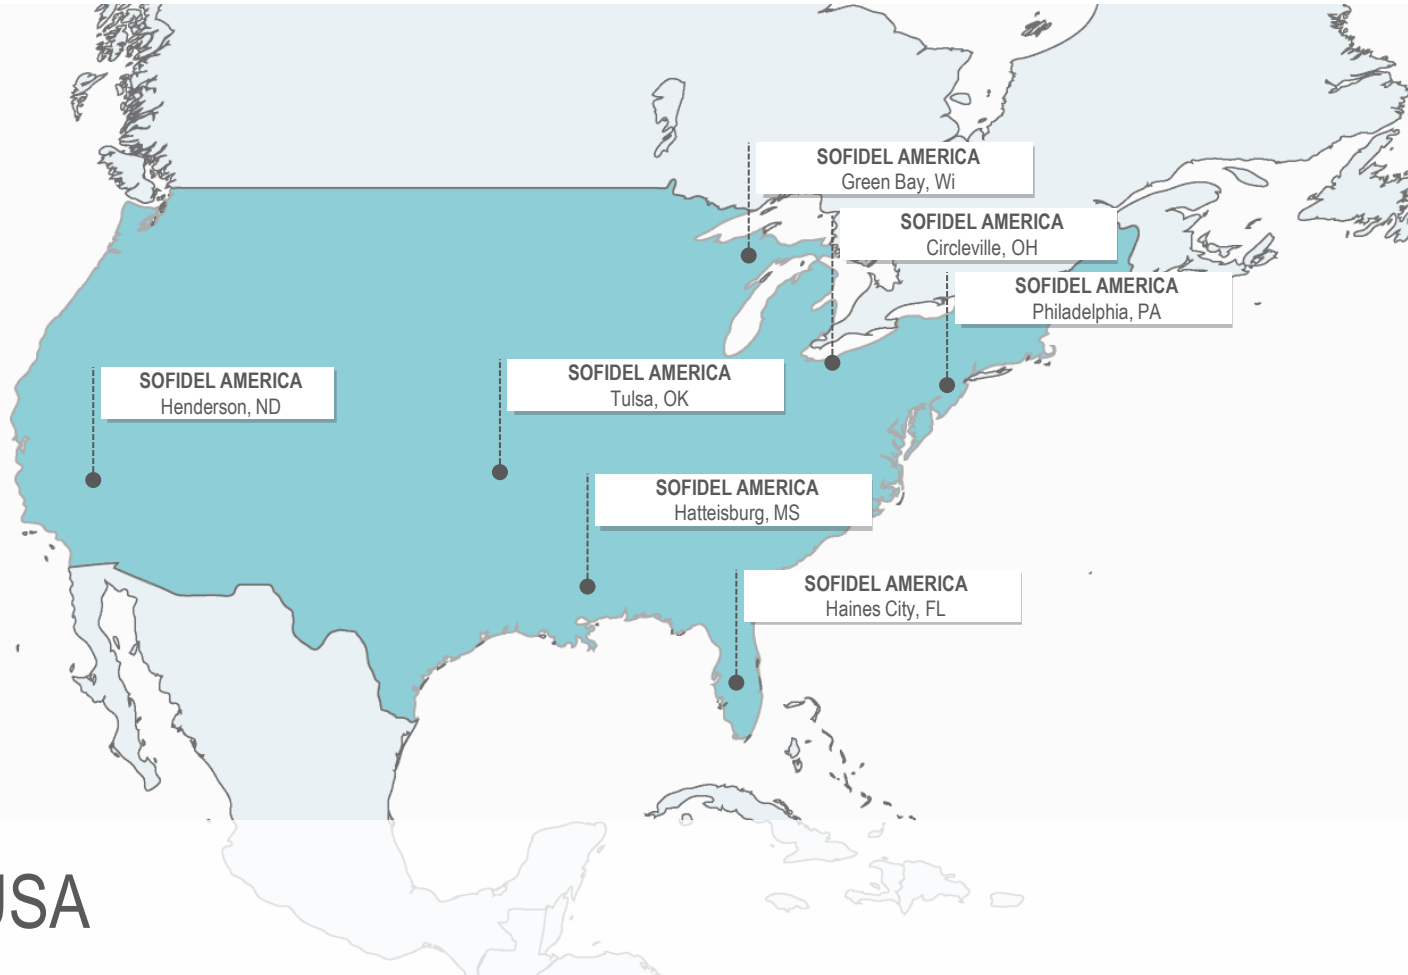 SOFIDEL AMERICA
Green Bay, Wi
SOFIDEL AMERICA
Circleville, OH
SOFIDEL AMERICA
Philadelphia, PA
SOFIDEL AMERICA
Tulsa, OK
SOFIDEL AMERICA
Henderson, ND
SOFIDEL AMERICA
Hatteisburg, MS
SOFIDEL AMERICA
Haines City, FL
USA